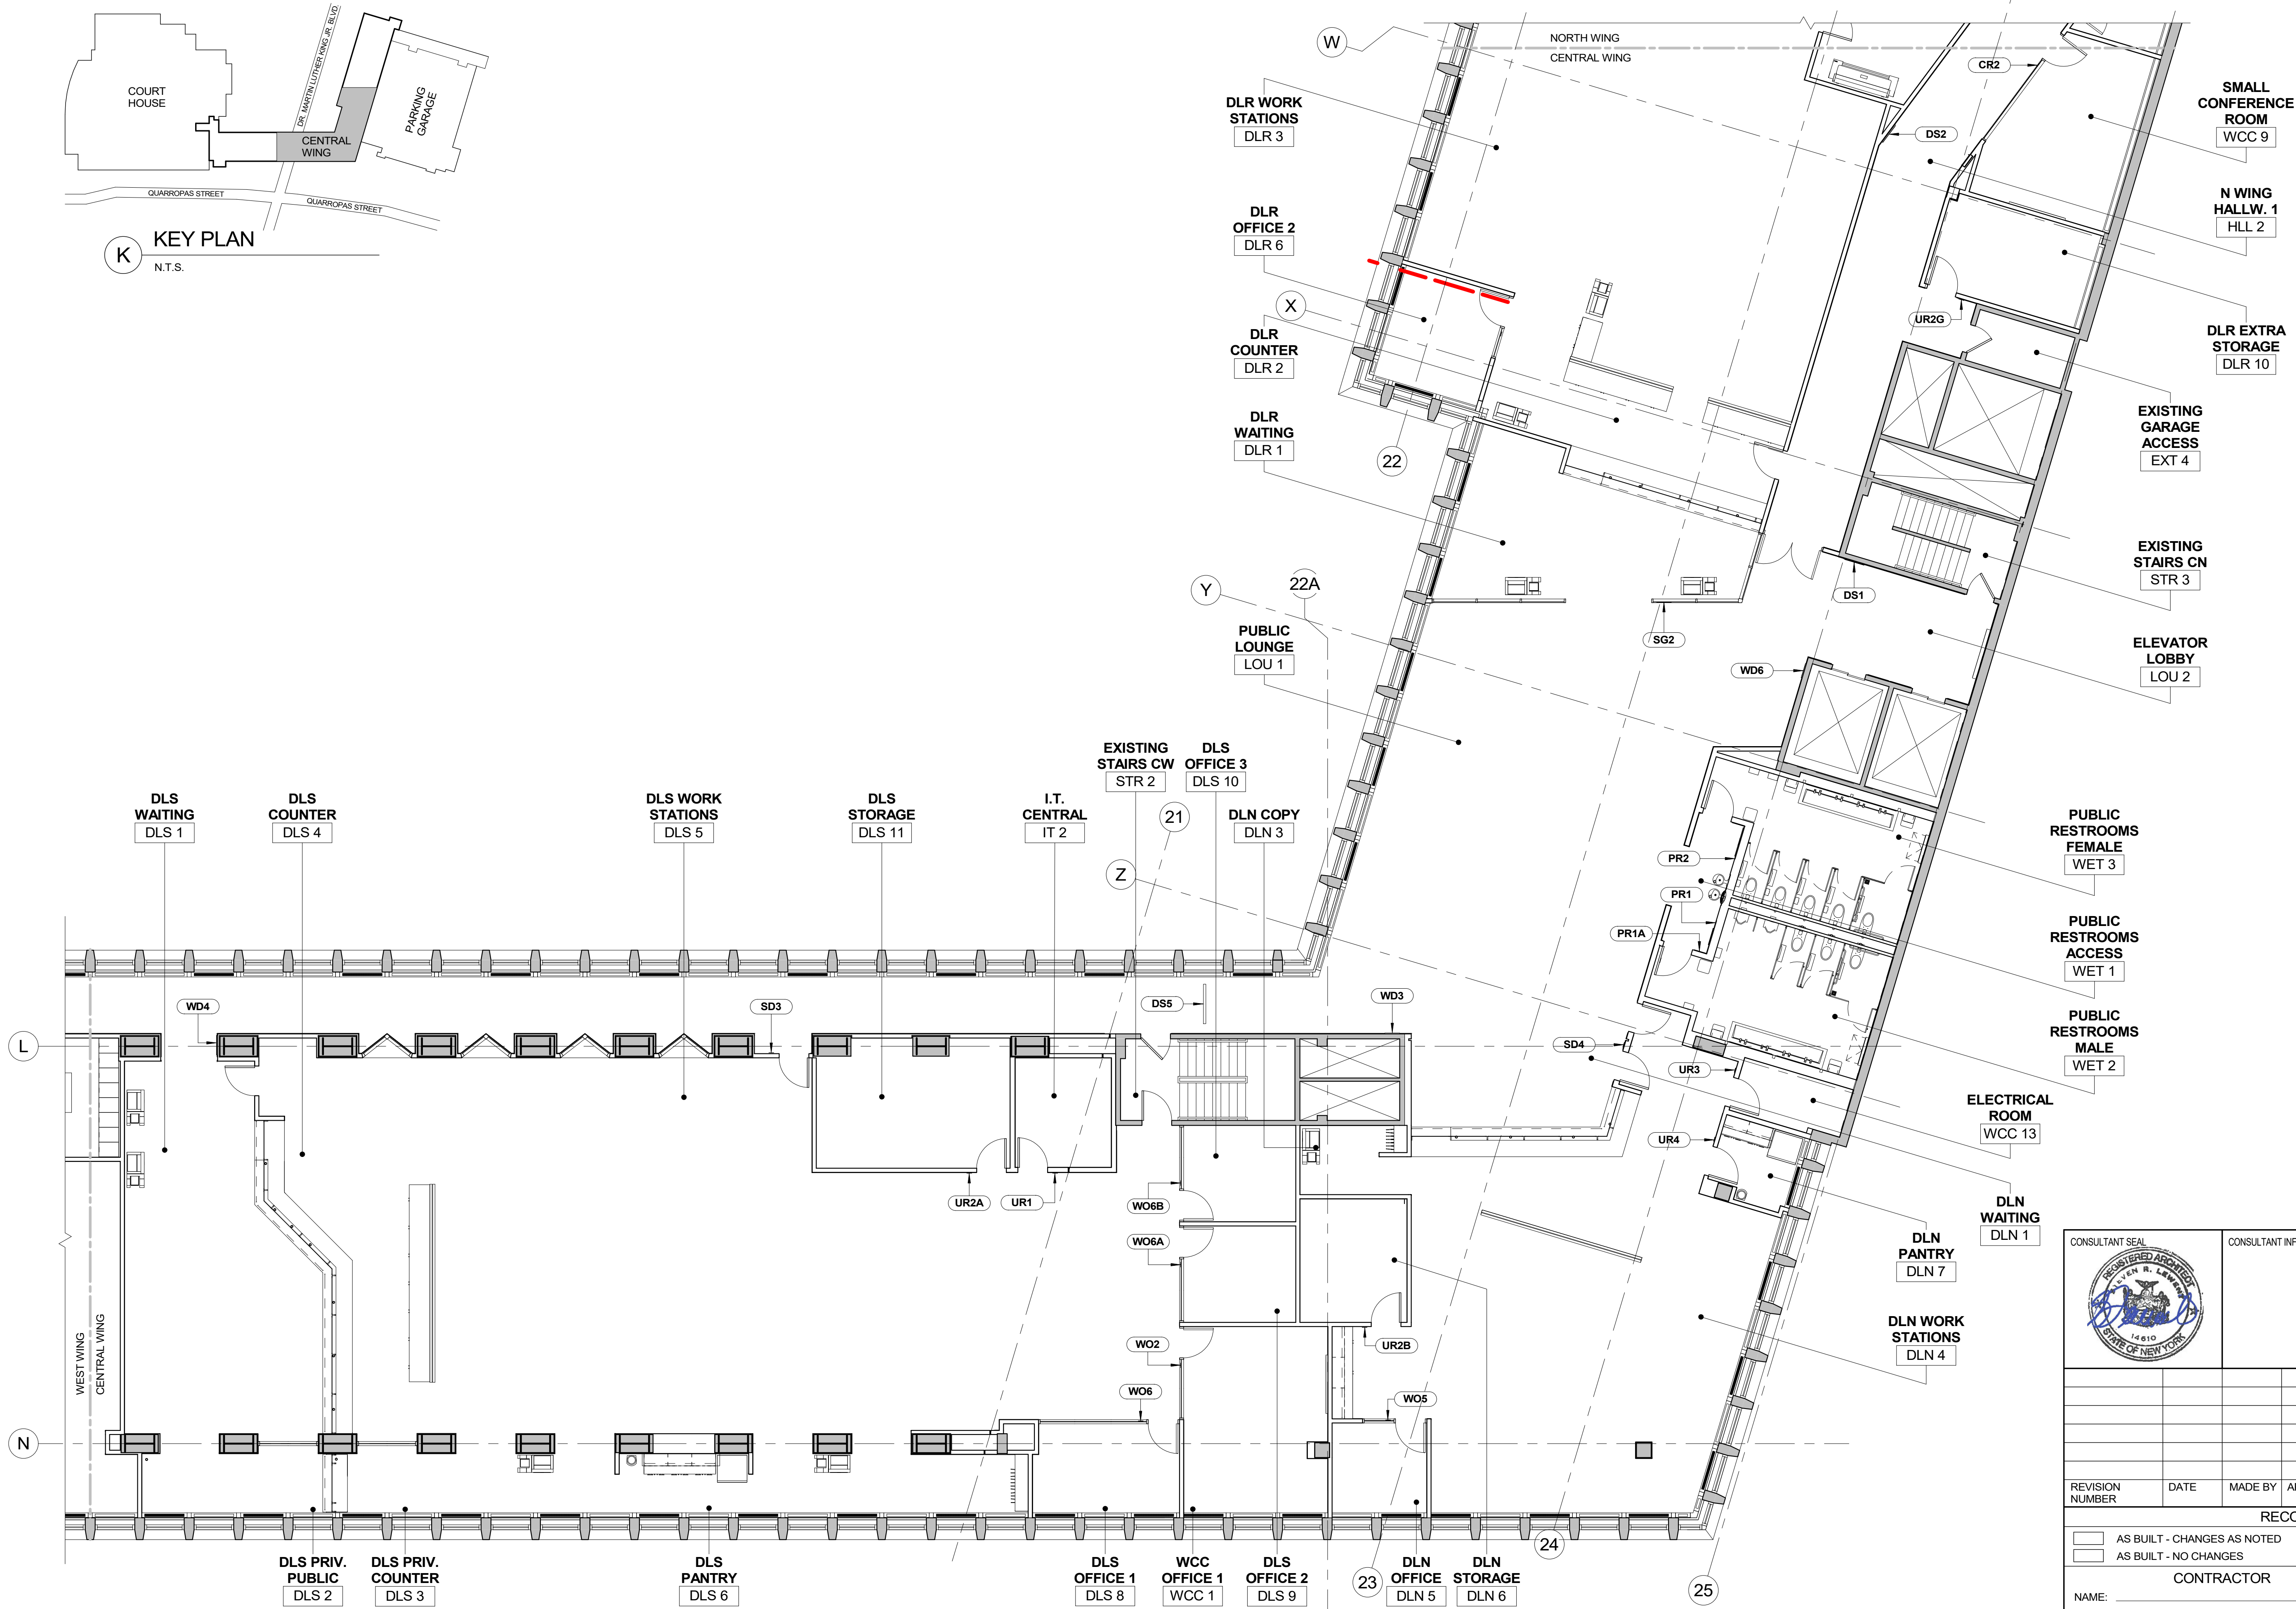 COURT
HOUSE
DR. MARTIN LUTHER KING JR. BLVD.
PARKING
GARAGE
CENTRAL
WING
QUARROPAS STREET
QUARROPAS STREET
K
KEY PLAN
N.T.S.
W
NORTH WING
CENTRAL WING
CR2
DS2
DLR WORK
STATIONS
DLR 3
DLR
OFFICE 2
DLR 6
X
DLR
COUNTER
DLR 2
DLR
WAITING
DLR 1
22
Y
22A
PUBLIC
LOUNGE
LOU 1
SMALL
CONFERENCE
ROOM
WCC 9
N WING
HALLW. 1
HLL 2
UR2G
DLR EXTRA
STORAGE
DLR 10
EXISTING
GARAGE
ACCESS
EXT 4
EXISTING
STAIRS CN
STR 3
DS1
SG2
WD6
ELEVATOR
LOBBY
LOU 2
DLS
WAITING
DLS 1
DLS
COUNTER
DLS 4
DLS WORK
STATIONS
DLS 5
DLS
STORAGE
DLS 11
I.T.
CENTRAL
IT 2
EXISTING
STAIRS CW
STR 2
DLS
OFFICE 3
DLS 10
21
DLN COPY
DLN 3
Z
PR2
PR1
PR1A
PUBLIC
RESTROOMS
FEMALE
WET 3
PUBLIC
RESTROOMS
ACCESS
WET 1
PUBLIC
RESTROOMS
MALE
WET 2
WD4
SD3
DS5
WD3
L
SD4
UR3
UR4
ELECTRICAL
ROOM
WCC 13
DLN
WAITING
DLN 1
DLN
PANTRY
DLN 7
DLN WORK
STATIONS
DLN 4
UR2A
UR1
WO6B
WO6A
WO2
UR2B
WO6
WO5
WEST WING
CENTRAL WING
N
DLS PRIV.
PUBLIC
DLS 2
DLS PRIV.
COUNTER
DLS 3
DLS
PANTRY
DLS 6
DLS
OFFICE 1
DLS 8
WCC
OFFICE 1
WCC 1
DLS
OFFICE 2
DLS 9
23
DLN
OFFICE
DLN 5
DLN
STORAGE
DLN 6
24
25
CONSULTANT SEAL
CONSULTANT INF
REGISTERED ARCHITECT
STATE OF NEW YORK
REVISION
NUMBER
DATE
MADE BY
RECO
AS BUILT - CHANGES AS NOTED
AS BUILT - NO CHANGES
CONTRACTOR
NAME: